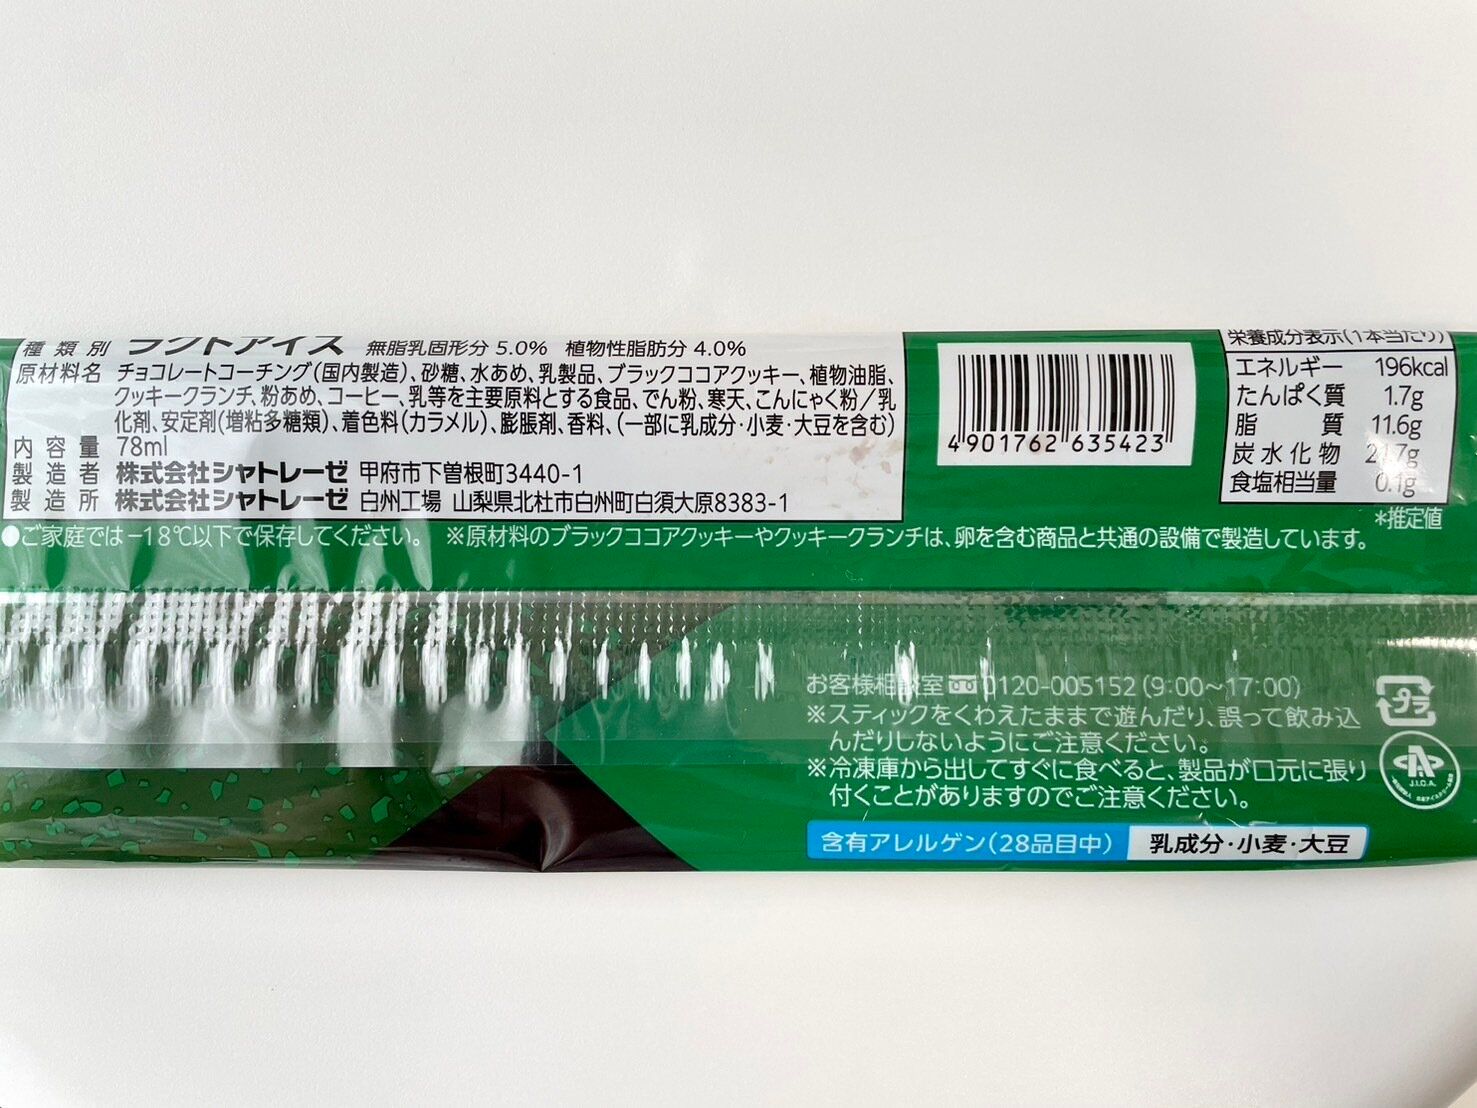 種類別 ラクトアイス 無脂乳固形分 5.0% 植物性脂肪分 4.0%
原材料名 チョコレートコーチング(国内製造)、砂糖、水あめ、乳製品、ブラックココアクッキー、植物油脂、
クッキークランチ、粉あめ、コーヒー、乳等を主要原料とする食品、でん粉、寒天、こんにゃく粉/乳
化剤、安定剤(増粘多糖類)、着色料(カラメル)、膨脹剤、香料、(一部に乳成分・小麦・大豆を含む)
内容量 78ml
製造者 株式会社シャトレーゼ 甲府市下曽根町3440-1
製造所 株式会社シャトレーゼ 白州工場 山梨県北杜市白州町白須大原8383-1
4901762635423
栄養成分表示(1本当たり)
エネルギー 196kcal
たんぱく質 1.7g
脂質 11.6g
炭水化物
食塩相当量 0.1g
*推定値
●ご家庭では-18℃以下で保存してください。 ※原材料のブラックココアクッキーやクッキークランチは、卵を含む商品と共通の設備で製造しています。
お客様相談室 0120-005152 (9:00~17:00)
※スティックをくわえたままで遊んだり、誤って飲み込
んだりしないようにご注意ください。
※冷凍庫から出してすぐに食べると、製品が口元に張り
付くことがありますのでご注意ください。
プラ
J.I.C.A.
含有アレルゲン(28品目中) 乳成分・小麦・大豆